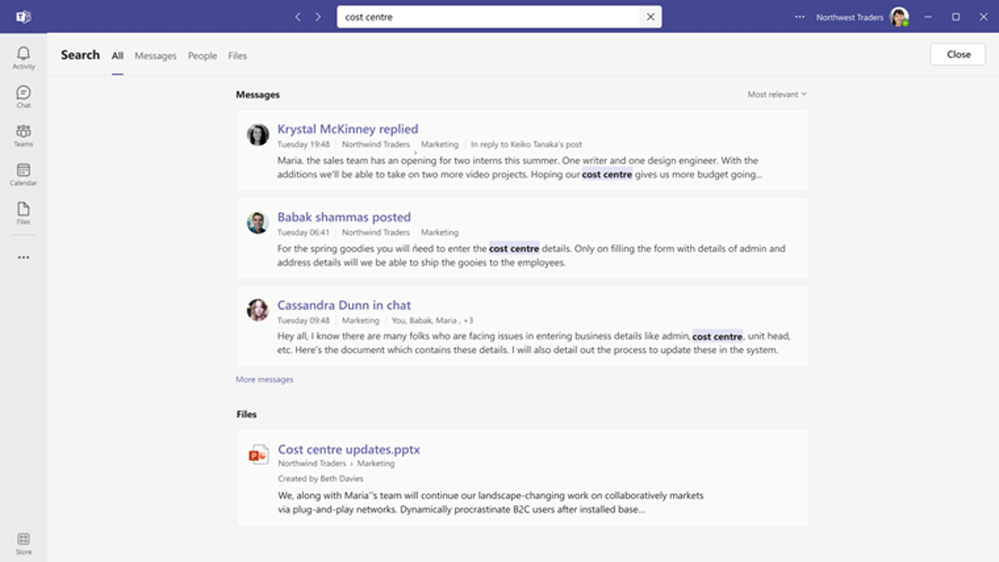 cost centre
Northwest Traders
Search
All
Messages
People
Files
Close
Activity
Chat
Teams
Calendar
Files
Store
Messages
Most relevant
Krystal McKinney replied
Tuesday 19:48 Northwind Traders Marketing In reply to Keiko Tanaka's post
Maria. the sales team has an opening for two interns this summer. One writer and one design engineer. With the
additions we'll be able to take on two more video projects. Hoping our cost centre gives us more budget going...
Babak shammas posted
Tuesday 06:41 Northwind Traders Marketing
For the spring goodies you will need to enter the cost centre details. Only on filling the form with details of admin and
address details will we be able to ship the gooies to the employees.
Cassandra Dunn in chat
Tuesday 09:48 Marketing You, Babak, Maria , +3
Hey all, I know there are many folks who are facing issues in entering business details like admin, cost centre, unit head,
etc. Here's the document which contains these details. I will also detail out the process to update these in the system.
More messages
Files
Cost centre updates.pptx
Northwind Traders > Marketing
Created by Beth Davies
We, along with Maria''s team will continue our landscape-changing work on collaboratively markets
via plug-and-play networks. Dynamically procrastinate B2C users after installed base...